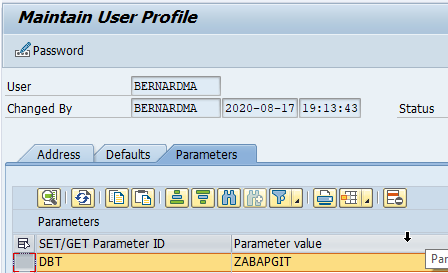 Maintain User Profile
Password
User BERNARDMA
Changed By BERNARDMA 2020-08-17 19:13:43 Status
Address Defaults Parameters
Parameters
SET/GET Parameter ID Parameter value
Par
DBT ZABAPGIT